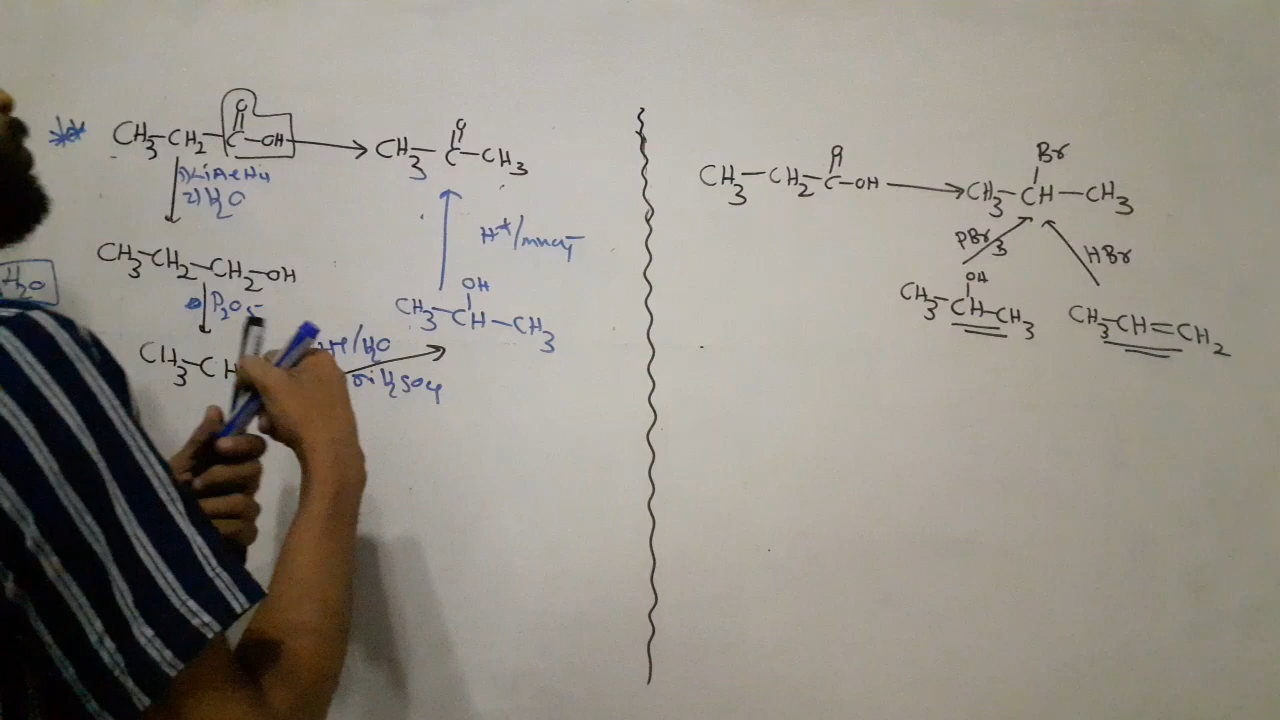 O
CH3-CH2-C-OH → CH3-C-CH3
O
1) LiAlH4
2) H2O
CH3-CH2-CH2-OH
H2O
P2O5
CH3-CH
H⊕/H2O
dil H2SO4
OH
CH3-CH-CH3
H+/MnO4-
O
CH3-CH2-C-OH → CH3-CH-CH3
Br
PBr3
HBr
OH
CH3-CH-CH3
CH3-CH=CH2